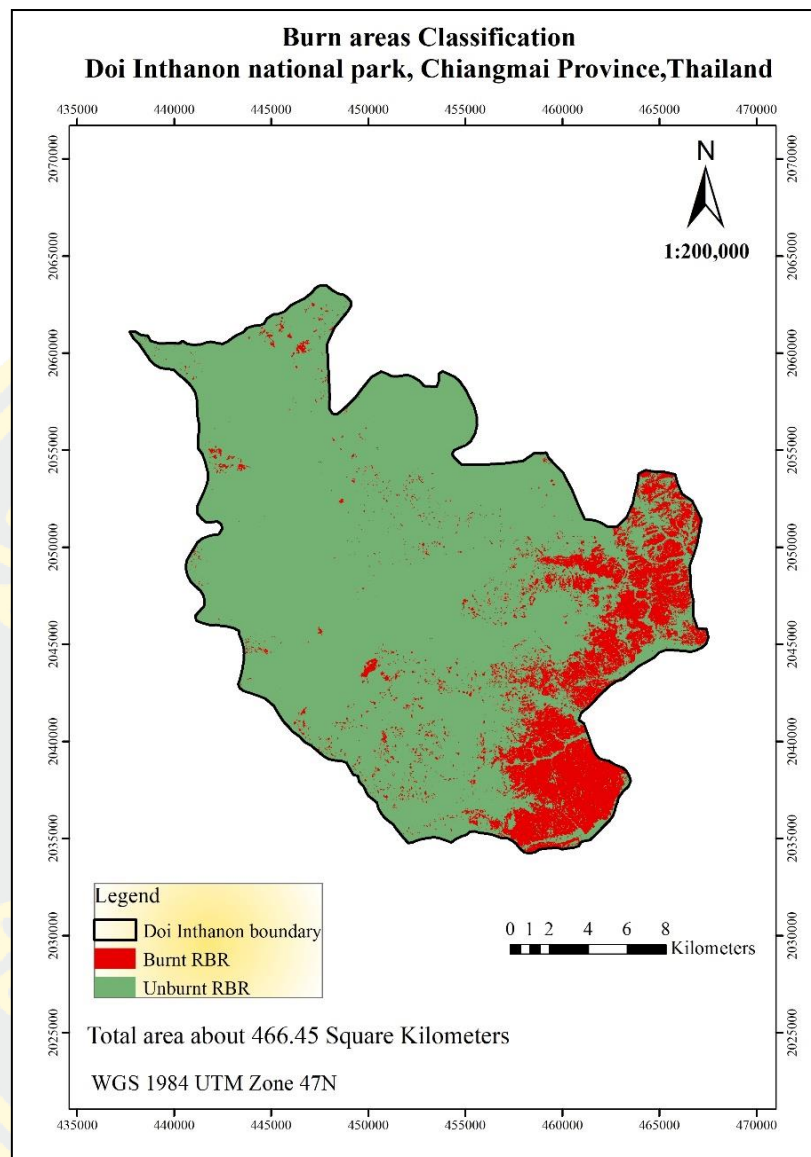 Burn areas Classification
Doi Inthanon national park, Chiangmai Province,Thailand
435000 440000 445000 450000 455000 460000 465000 470000
N
1:200,000
2070000 2070000
2065000 2065000
2060000 2060000
2055000 2055000
2050000 2050000
2045000 2045000
2040000 2040000
2035000 2035000
2030000 2030000
2025000 2025000
Legend
Doi Inthanon boundary
Burnt RBR
Unburnt RBR
0 1 2 4 6 8
Kilometers
Total area about 466.45 Square Kilometers
WGS 1984 UTM Zone 47N
435000 440000 445000 450000 455000 460000 465000 470000